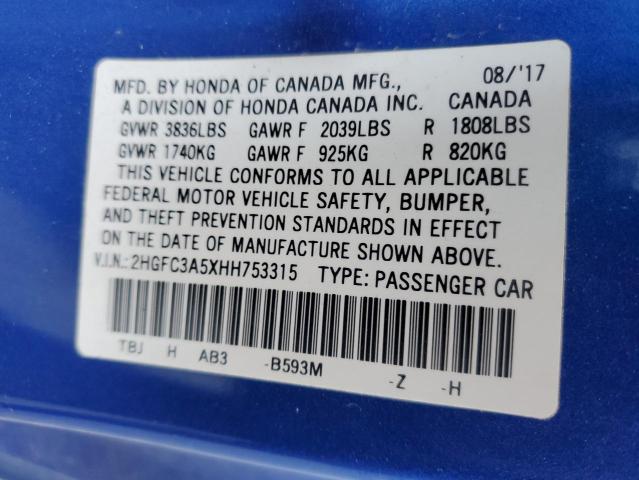 MFD. BY HONDA OF CANADA MFG., 08/'17
A DIVISION OF HONDA CANADA INC. CANADA
GVWR 3836LBS GAWR F 2039LBS R 1808LBS
GVWR 1740KG GAWR F 925KG R 820KG
THIS VEHICLE CONFORMS TO ALL APPLICABLE
FEDERAL MOTOR VEHICLE SAFETY, BUMPER,
AND THEFT PREVENTION STANDARDS IN EFFECT
ON THE DATE OF MANUFACTURE SHOWN ABOVE.
V.I.N.: 2HGFC3A5XHH753315 TYPE: PASSENGER CAR
TBJ H AB3 -B593M -Z -H